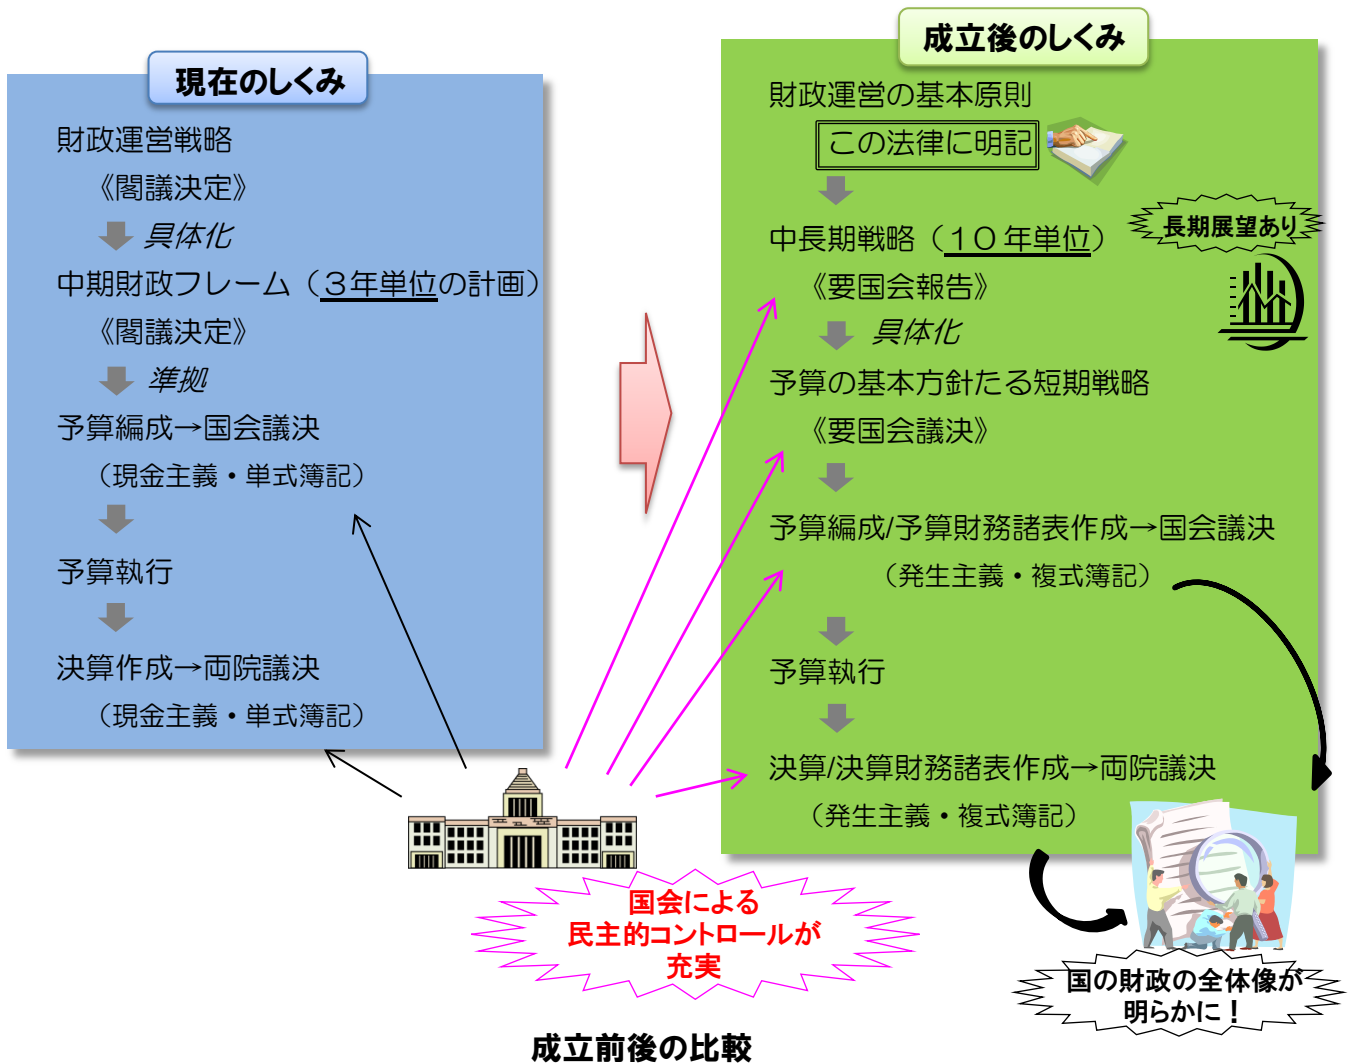 現在のしくみ
財政運営戦略
《閣議決定》
具体化
中期財政フレーム（３年単位の計画）
《閣議決定》
準拠
予算編成→国会議決
（現金主義・単式簿記）
予算執行
決算作成→両院議決
（現金主義・単式簿記）
成立後のしくみ
財政運営の基本原則
この法律に明記
中長期戦略（１０年単位）
長期展望あり
《要国会報告》
具体化
予算の基本方針たる短期戦略
《要国会議決》
予算編成/予算財務諸表作成→国会議決
（発生主義・複式簿記）
予算執行
決算/決算財務諸表作成→両院議決
（発生主義・複式簿記）
国会による
民主的コントロールが
充実
国の財政の全体像が
明らかに！
成立前後の比較